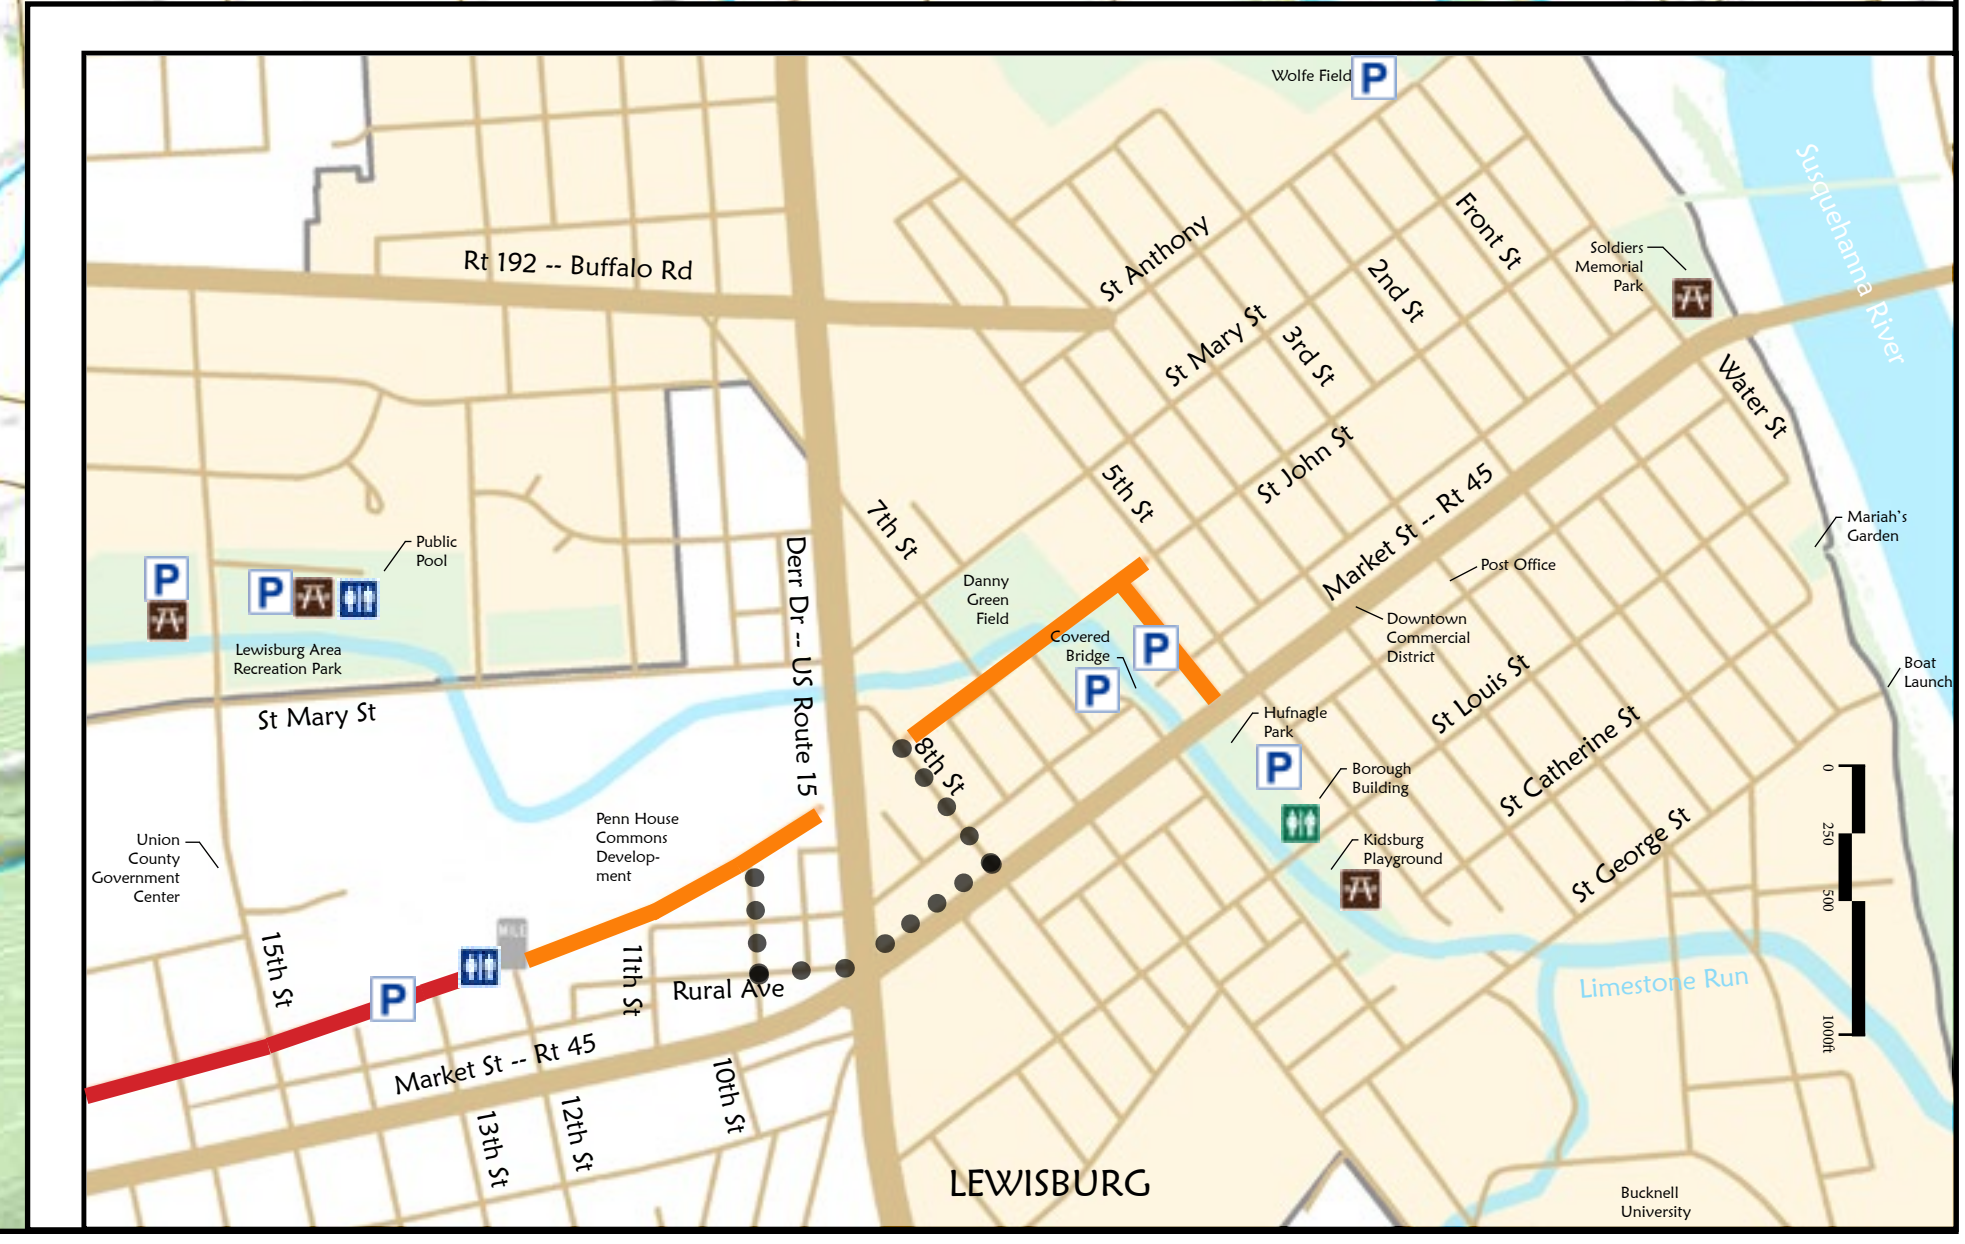 Wolfe Field
P
Susquehanna River
St Anthony
Front St
Soldiers
Memorial
Park
Rt 192 -- Buffalo Rd
2nd St
St Mary St
3rd St
Water St
St John St
5th St
Market St -- Rt 45
7th St
Mariah's
Garden
Public
Pool
P
P
Derr Dr -- US Route 15
Post Office
Danny
Green
Field
Downtown
Commercial
District
Covered
Bridge
P
P
Lewisburg Area
Recreation Park
St Mary St
Boat
Launch
St Louis St
Hufnagle
Park
P
St Catherine St
8th St
Borough
Building
0
250
500
1000ft
Penn House
Commons
Develop-
ment
Union
County
Government
Center
Kidsburg
Playground
St George St
MILE
P
15th St
11th St
Rural Ave
Limestone Run
Market St -- Rt 45
10th St
13th St
12th St
LEWISBURG
Bucknell
University